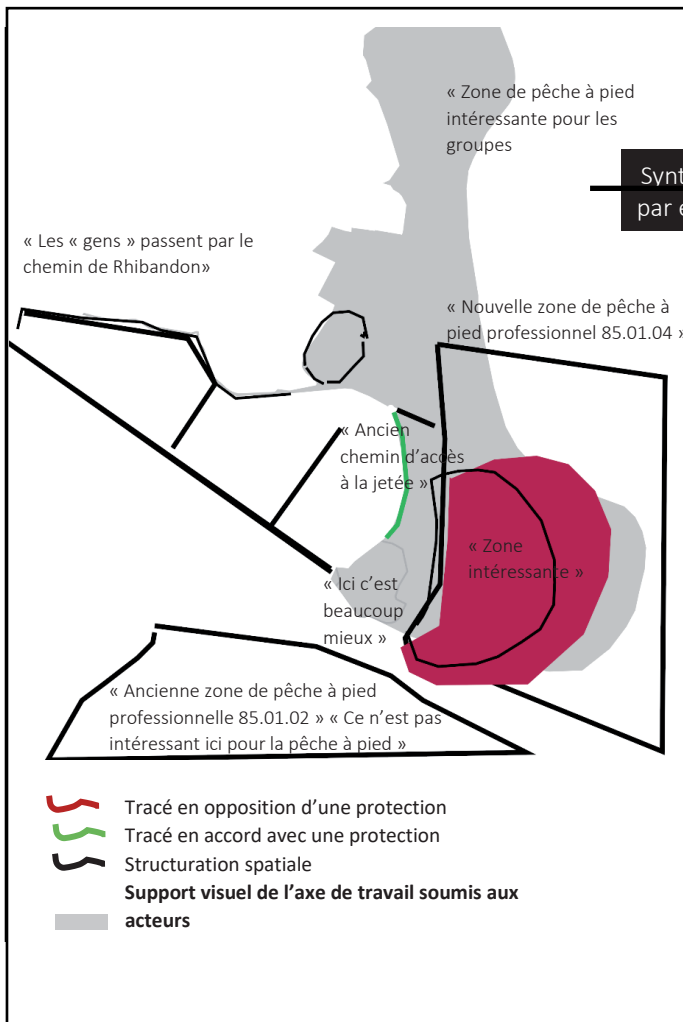 « Zone de pêche à pied
intéressante pour les
groupes
par
« Les « gens » passent par le
chemin de Rhibandon»
« Nouvelle zone de pêche à
pied professionnel 85.01.04 »
« Ancien
chemin d’accès
à la jetée »
« Zone
intéressante »
« Ici c’est
beaucoup
mieux »
« Ancienne zone de pêche à pied
professionnelle 85.01.02 » « Ce n’est pas
intéressant ici pour la pêche à pied »
Tracé en opposition d’une protection
Tracé en accord avec une protection
Structuration spatiale
Support visuel de l’axe de travail soumis aux
acteurs